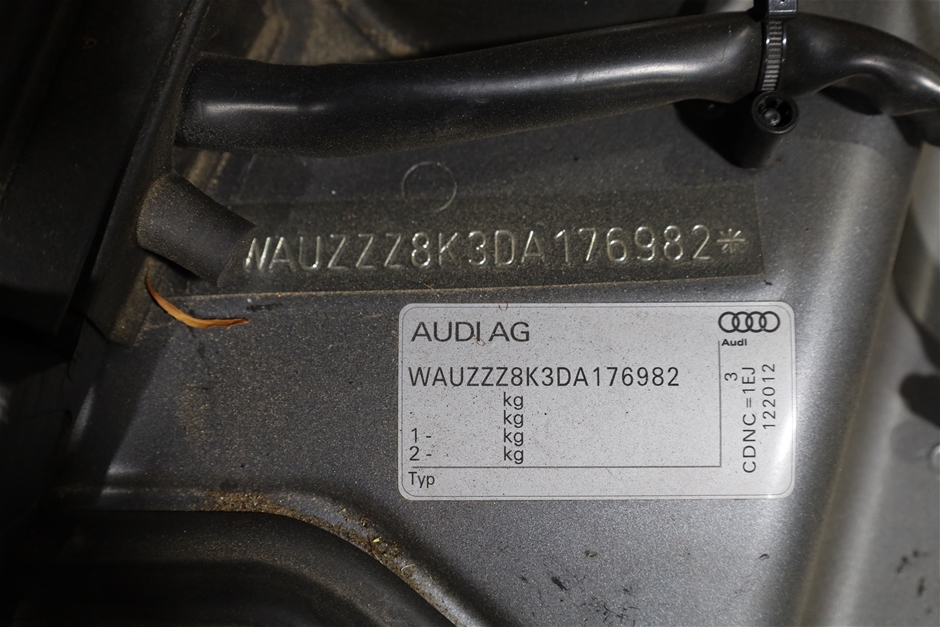 WAUZZZ8K3DA176982*
AUDI AG
Audi
WAUZZZ8K3DA176982
kg
kg
1 - kg
2 - kg
Typ
3
CDNC =1EJ
122012